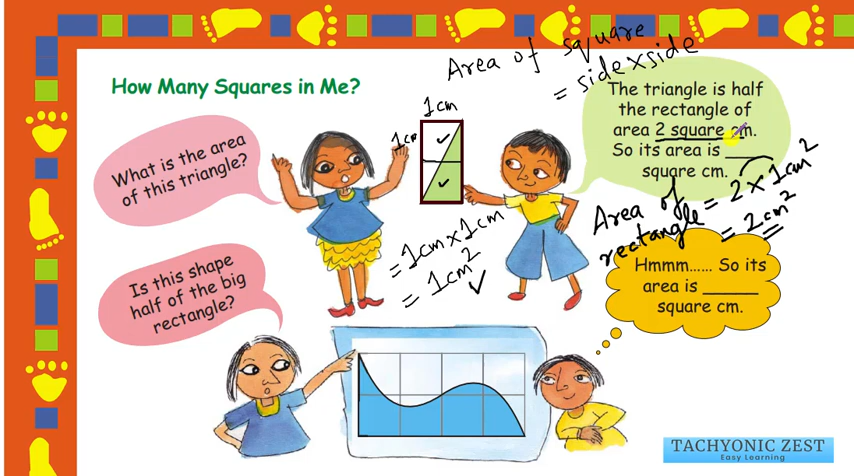 How Many Squares in Me?
Area of square
= side×side
1cm
1cm
What is the area
of this triangle?
The triangle is half
the rectangle of
area 2 square cm.
So its area is ____
square cm.
= 1cm×1cm
= 1cm²
Area of
rectangle = 2×1cm²
= 2cm²
Is this shape
half of the big
rectangle?
Hmmm...... So its
area is ______
square cm.
TACHYONIC ZEST
Easy Learning